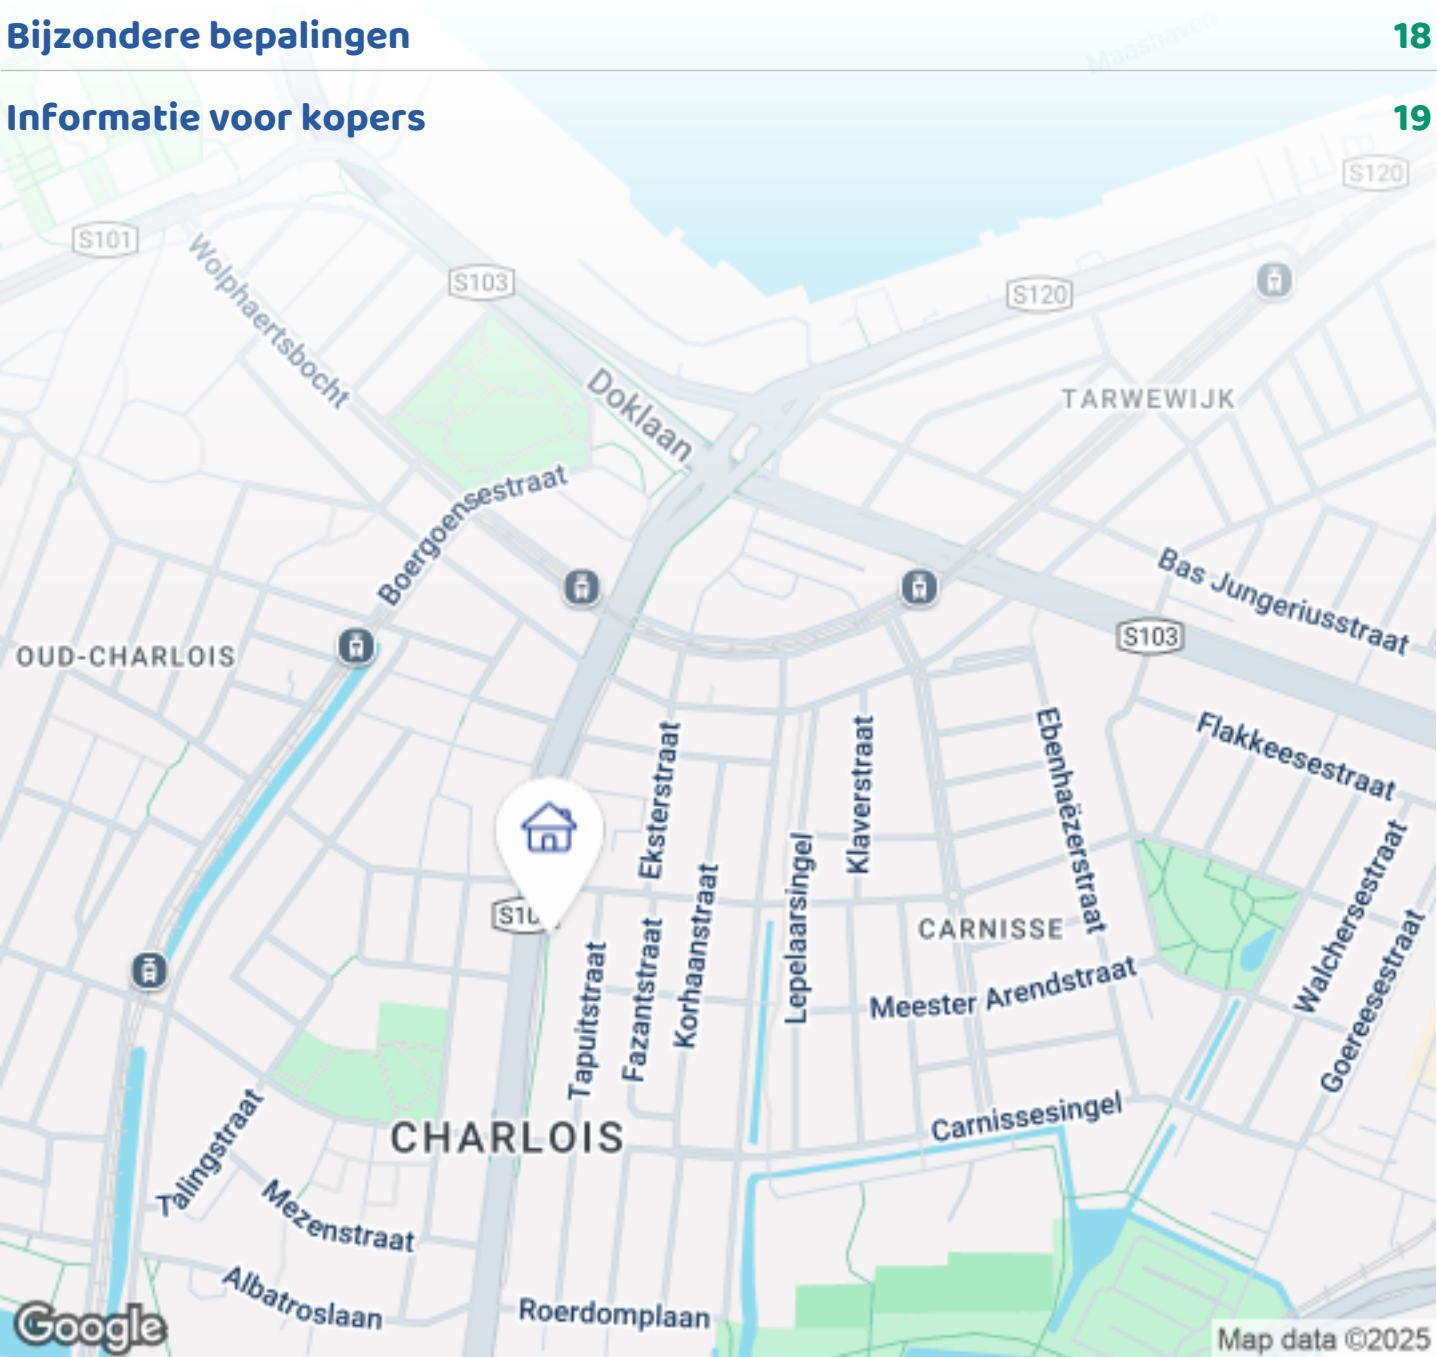 Bijzondere bepalingen 18
Maashaven
Informatie voor kopers 19
S120
S101
Wolphaertsbocht
S103
S120
Doklaan
TARWEWIJK
Boergoensestraat
Bas Jungeriusstraat
S103
OUD-CHARLOIS
Eksterstraat
Klaverstraat
Ebenhaëzerstraat
Flakkeesestraat
Lepelaarsingel
Korhaanstraat
Walchersestraat
S10
CARNISSE
Tapuitstraat
Fazantstraat
Meester Arendstraat
Goereesestraat
Carnissesingel
CHARLOIS
Talingstraat
Mezenstraat
Albatroslaan
Roerdomplaan
Google
Map data ©2025